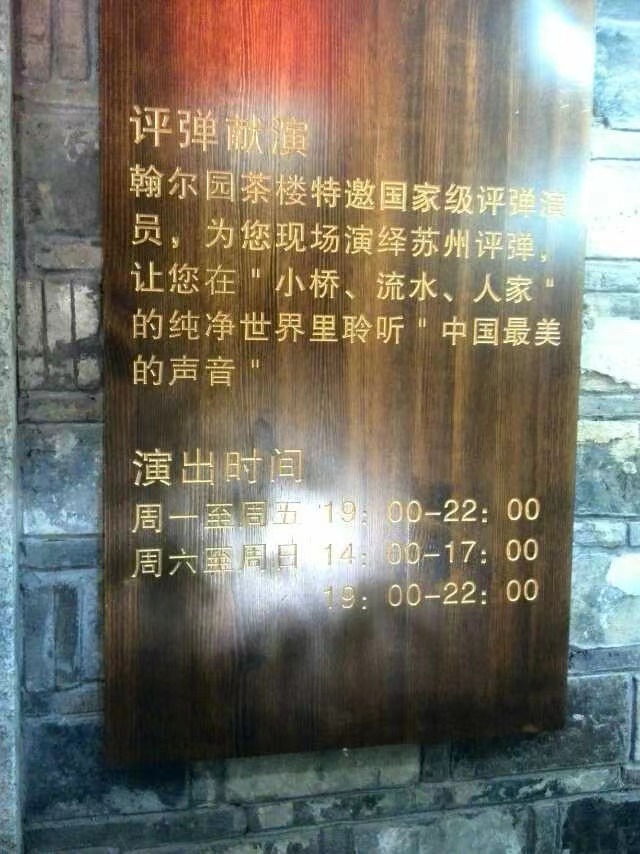 评弹献演
翰尔园茶楼特邀国家级评弹演
员，为您现场演绎苏州评弹，
让您在"小桥、流水、人家"
的纯净世界里聆听"中国最美
的声音"
演出时间
周一至周五 19：00-22：00
周六至周日 14：00-17：00
19：00-22：00